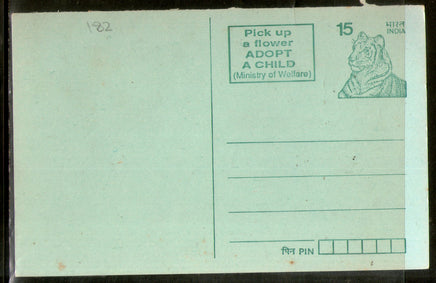 182
Pick up
a flower
ADOPT
A CHILD
(Ministry of Welfare)
15
भारत
INDIA
पिन PIN